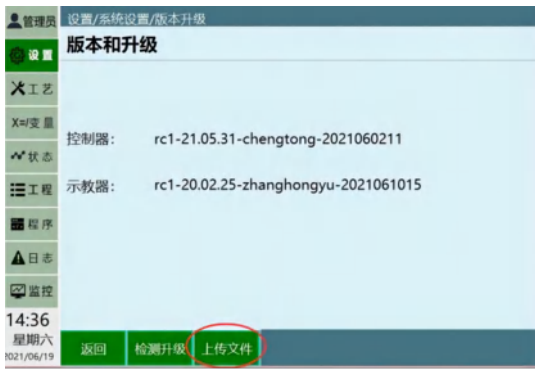 管理员
设置/系统设置/版本升级
版本和升级
设置
工艺
X=/变量
控制器: rc1-21.05.31-chengtong-2021060211
状态
工程
示教器: rc1-20.02.25-zhanghongyu-2021061015
程序
日志
监控
14:36
星期六
2021/06/19
返回
检测升级
上传文件